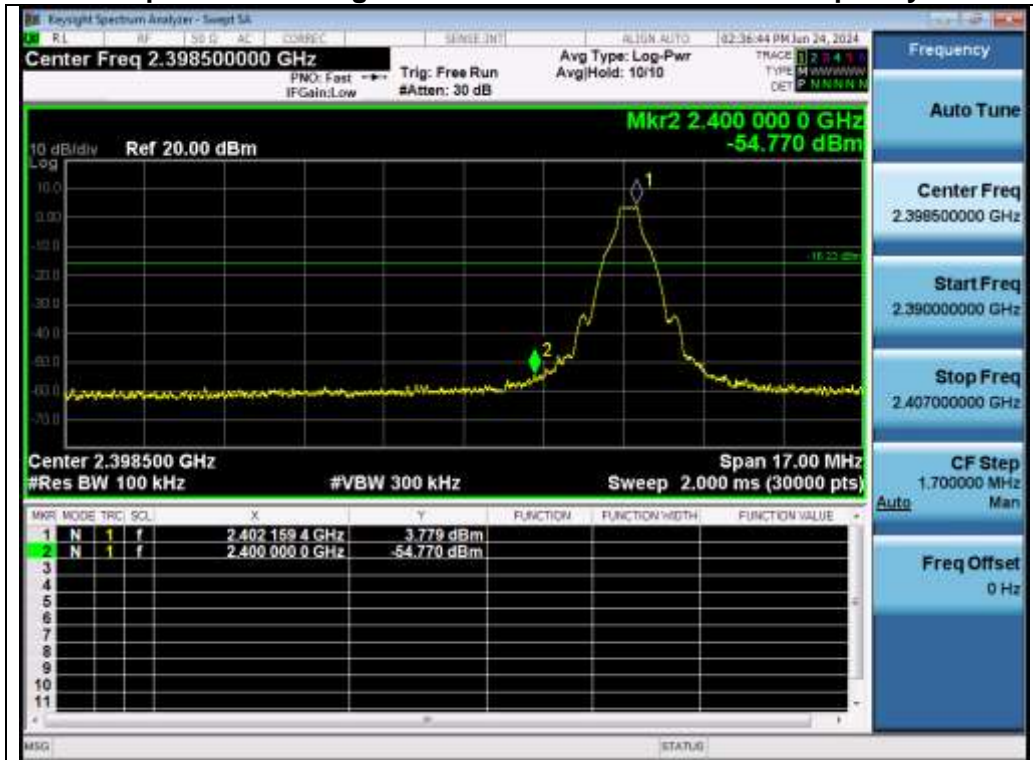 Keysight Spectrum Analyzer - Swept SA
RL RF 50 Ω AC CORREC SENSE:INT ALIGN AUTO 02:36:44 PM Jun 24, 2024
Center Freq 2.398500000 GHz
PNO: Fast
IFGain:Low
Trig: Free Run
#Atten: 30 dB
Avg Type: Log-Pwr
Avg|Hold: 10/10
TRACE 1 2 3 4 5 6
TYPE M WWWWW
DET P N N N N N
Mkr2 2.400 000 0 GHz
-54.770 dBm
10 dB/div Ref 20.00 dBm
Log
10.0
0.00
-10.0
-20.0
-30.0
-40.0
-50.0
-60.0
-70.0
1
2
Center 2.398500 GHz Span 17.00 MHz
#Res BW 100 kHz #VBW 300 kHz Sweep 2.000 ms (30000 pts)
MKR MODE TRC SCL X Y FUNCTION FUNCTION WIDTH FUNCTION VALUE
1 N 1 f 2.402 159 4 GHz 3.779 dBm
2 N 1 f 2.400 000 0 GHz -54.770 dBm
3
4
5
6
7
8
9
10
11
MSG STATUS
Frequency
Auto Tune
Center Freq
2.398500000 GHz
Start Freq
2.390000000 GHz
Stop Freq
2.407000000 GHz
CF Step
1.700000 MHz
Auto Man
Freq Offset
0 Hz